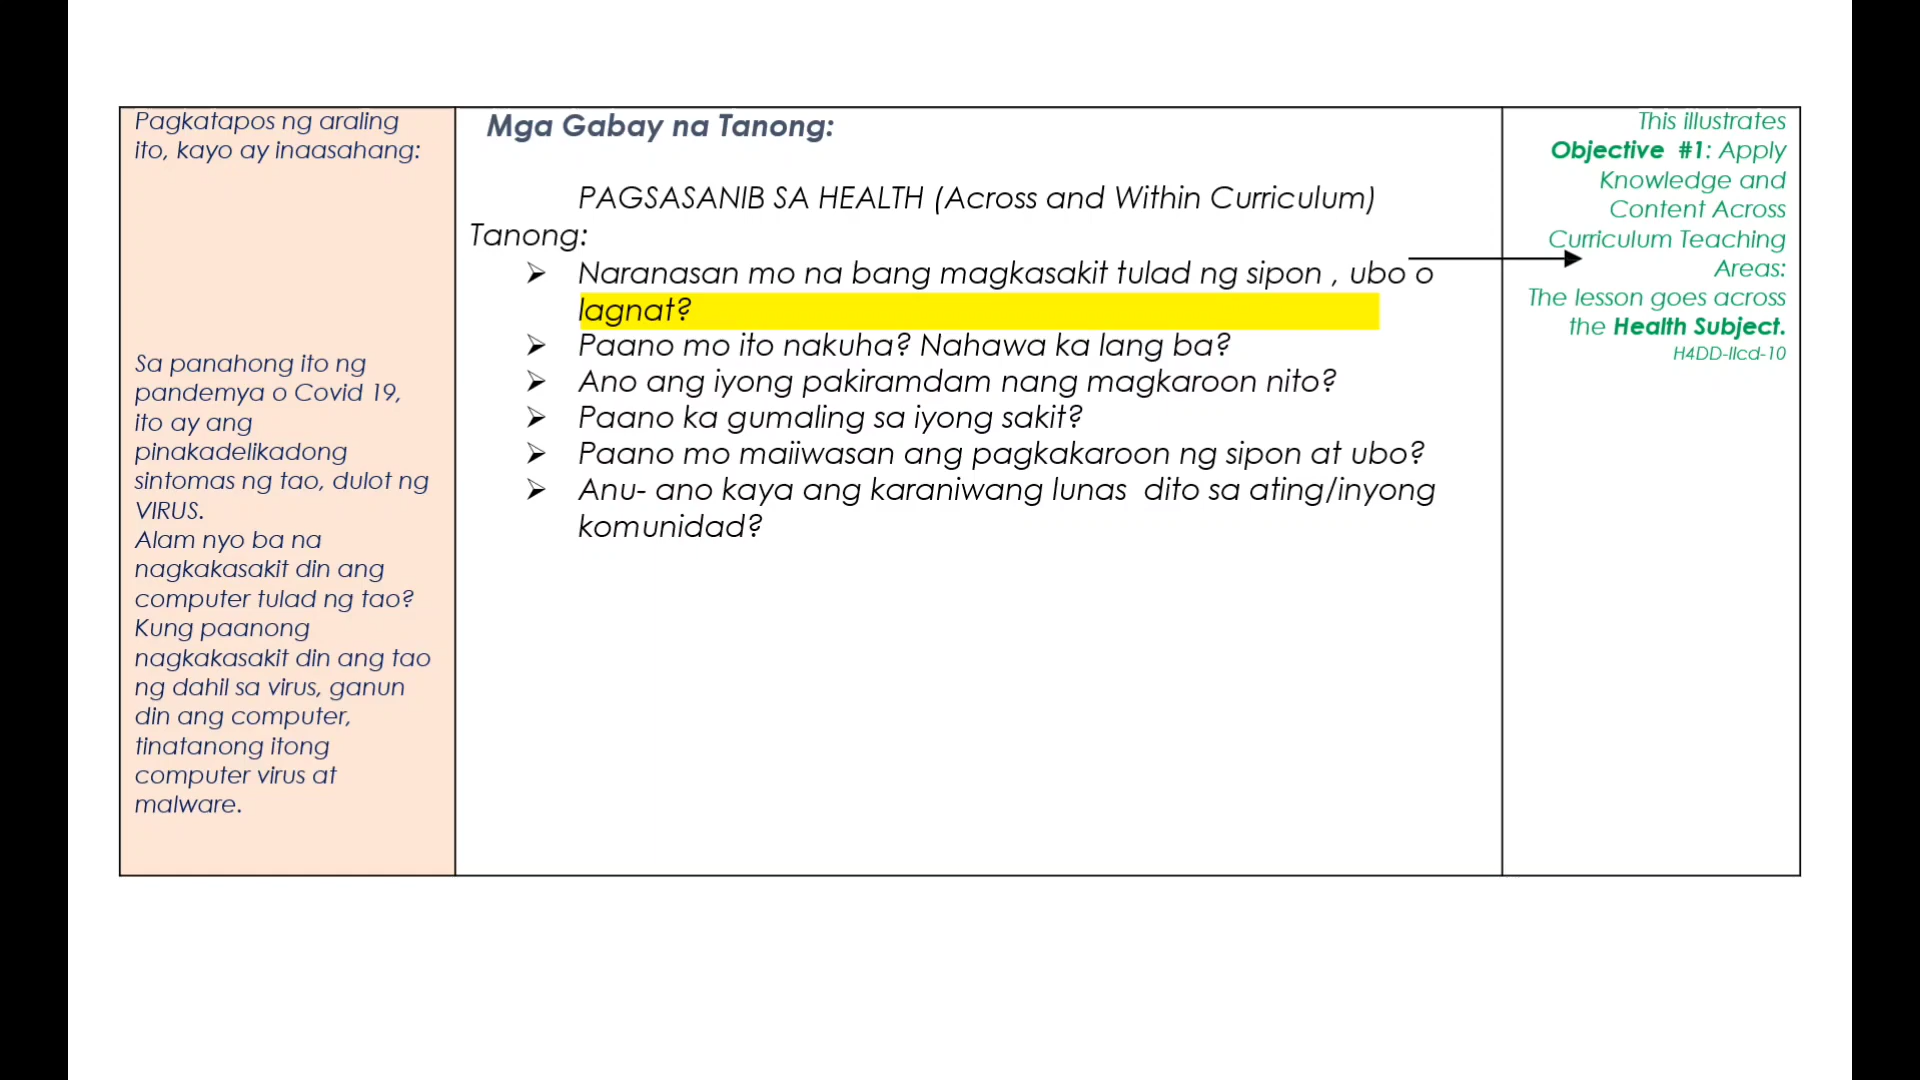 Pagkatapos ng araling
ito, kayo ay inaasahang:
Sa panahong ito ng
pandemya o Covid 19,
ito ay ang
pinakadelikadong
sintomas ng tao, dulot ng
VIRUS.
Alam nyo ba na
nagkakasakit din ang
computer tulad ng tao?
Kung paanong
nagkakasakit din ang tao
ng dahil sa virus, ganun
din ang computer,
tinatanong itong
computer virus at
malware.
Mga Gabay na Tanong:
PAGSASANIB SA HEALTH (Across and Within Curriculum)
Tanong:
➢ Naranasan mo na bang magkasakit tulad ng sipon , ubo o
lagnat?
➢ Paano mo ito nakuha? Nahawa ka lang ba?
➢ Ano ang iyong pakiramdam nang magkaroon nito?
➢ Paano ka gumaling sa iyong sakit?
➢ Paano mo maiiwasan ang pagkakaroon ng sipon at ubo?
➢ Anu- ano kaya ang karaniwang lunas dito sa ating/inyong
komunidad?
This illustrates
Objective #1: Apply
Knowledge and
Content Across
Curriculum Teaching
Areas:
The lesson goes across
the Health Subject.
H4DD-IIcd-10